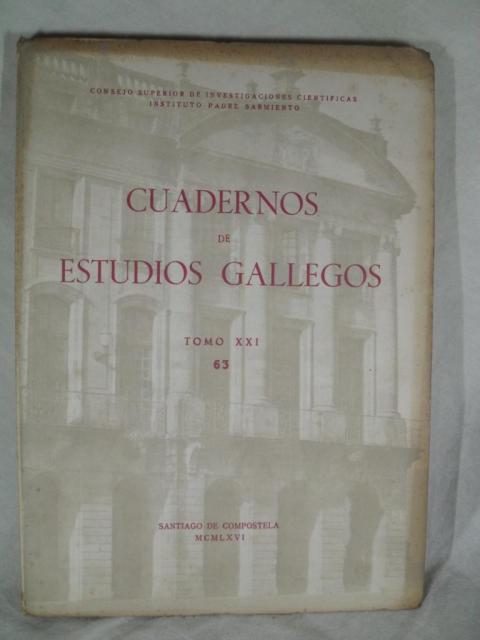 CONSEJO SUPERIOR DE INVESTIGACIONES CIENTIFICAS
INSTITUTO PADRE SARMIENTO
CUADERNOS
DE
ESTUDIOS GALLEGOS
TOMO XXI
63
SANTIAGO DE COMPOSTELA
MCMLXVI